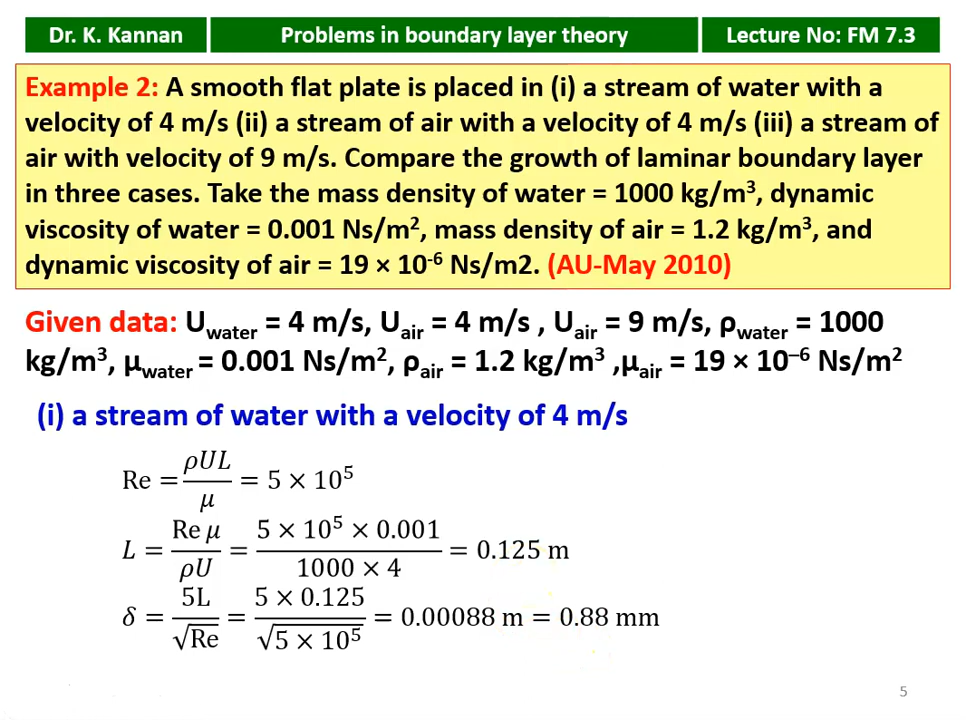 Dr. K. Kannan
Problems in boundary layer theory
Lecture No: FM 7.3
Example 2: A smooth flat plate is placed in (i) a stream of water with a
velocity of 4 m/s (ii) a stream of air with a velocity of 4 m/s (iii) a stream of
air with velocity of 9 m/s. Compare the growth of laminar boundary layer
in three cases. Take the mass density of water = 1000 kg/m³, dynamic
viscosity of water = 0.001 Ns/m², mass density of air = 1.2 kg/m³, and
dynamic viscosity of air = 19 × 10⁻⁶ Ns/m2. (AU-May 2010)
Given data: U_water = 4 m/s, U_air = 4 m/s , U_air = 9 m/s, ρ_water = 1000
kg/m³, μ_water = 0.001 Ns/m², ρ_air = 1.2 kg/m³ ,μ_air = 19 × 10⁻⁶ Ns/m²
(i) a stream of water with a velocity of 4 m/s
Re = ρUL/μ = 5 × 10⁵
L = Re μ/ρU = 5 × 10⁵ × 0.001/1000 × 4 = 0.125 m
δ = 5L/√Re = 5 × 0.125/√5 × 10⁵ = 0.00088 m = 0.88 mm
5